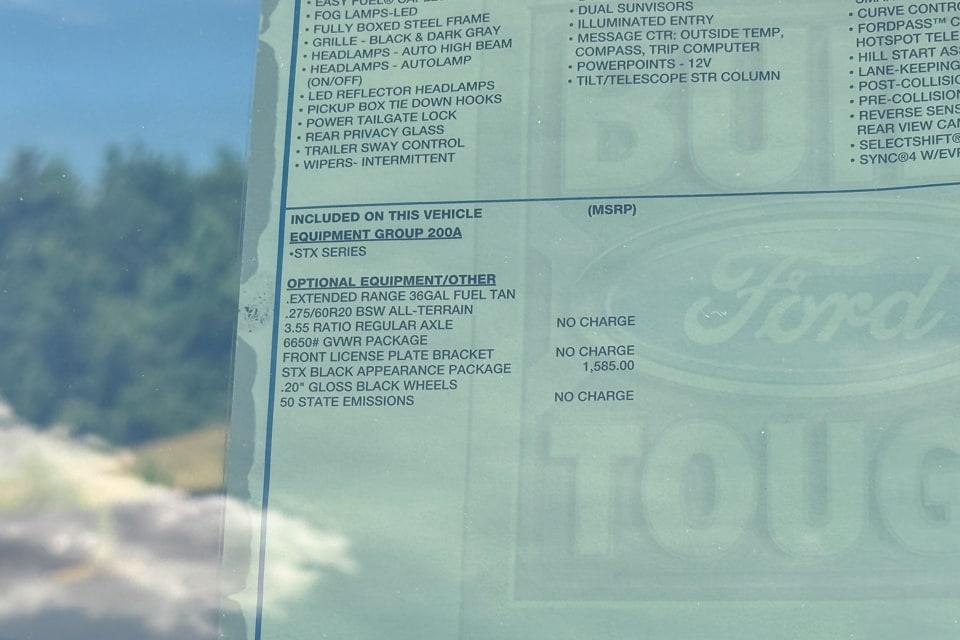 • EASY FUEL®
• FOG LAMPS-LED
• FULLY BOXED STEEL FRAME
• GRILLE - BLACK & DARK GRAY
• HEADLAMPS - AUTO HIGH BEAM
• HEADLAMPS - AUTOLAMP
(ON/OFF)
• LED REFLECTOR HEADLAMPS
• PICKUP BOX TIE DOWN HOOKS
• POWER TAILGATE LOCK
• REAR PRIVACY GLASS
• TRAILER SWAY CONTROL
• WIPERS- INTERMITTENT
• DUAL SUNVISORS
• ILLUMINATED ENTRY
• MESSAGE CTR: OUTSIDE TEMP,
COMPASS, TRIP COMPUTER
• POWERPOINTS - 12V
• TILT/TELESCOPE STR COLUMN
• CURVE CONTRO
• FORDPASS™ C
HOTSPOT TELE
• HILL START AS
• LANE-KEEPING
• POST-COLLISIO
• PRE-COLLISION
• REVERSE SENS
REAR VIEW CAM
• SELECTSHIFT®
• SYNC®4 W/EV
INCLUDED ON THIS VEHICLE (MSRP)
EQUIPMENT GROUP 200A
•STX SERIES
OPTIONAL EQUIPMENT/OTHER
.EXTENDED RANGE 36GAL FUEL TAN
.275/60R20 BSW ALL-TERRAIN
3.55 RATIO REGULAR AXLE NO CHARGE
6650# GVWR PACKAGE
FRONT LICENSE PLATE BRACKET NO CHARGE
STX BLACK APPEARANCE PACKAGE 1,585.00
.20" GLOSS BLACK WHEELS
50 STATE EMISSIONS NO CHARGE
BUIL
Ford
TOUG